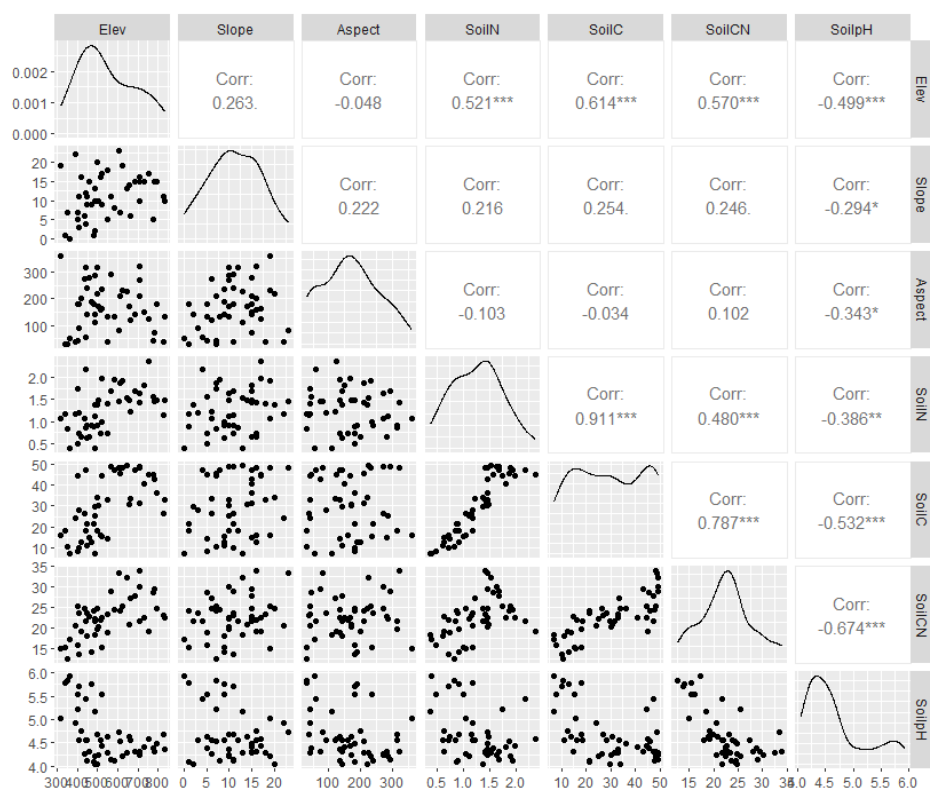 Elev Slope Aspect SoilN SoilC SoilCN SoilpH
0.002
0.001
0.000
Corr:
0.263.
Corr:
-0.048
Corr:
0.521***
Corr:
0.614***
Corr:
0.570***
Corr:
-0.499***
Elev
20
15
10
5
0
Corr:
0.222
Corr:
0.216
Corr:
0.254.
Corr:
0.246.
Corr:
-0.294*
Slope
300
200
100
Corr:
-0.103
Corr:
-0.034
Corr:
0.102
Corr:
-0.343*
Aspect
2.0
1.5
1.0
0.5
Corr:
0.911***
Corr:
0.480***
Corr:
-0.386**
SoilN
50
40
30
20
10
Corr:
0.787***
Corr:
-0.532***
SoilC
35
30
25
20
15
Corr:
-0.674***
SoilCN
6.0
5.5
5.0
4.5
4.0
SoilpH
300 400 500 600 700 800 0 5 10 15 20 100 200 300 0.5 1.0 1.5 2.0 10 20 30 40 50 15 20 25 30 35 4.0 4.5 5.0 5.5 6.0